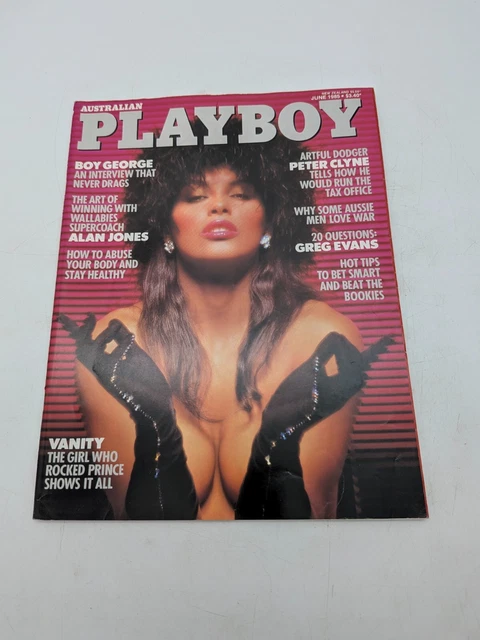 AUSTRALIAN
JUNE 1985 • $3.40*
PLAYBOY
BOY GEORGE
AN INTERVIEW THAT
NEVER DRAGS
THE ART OF
WINNING WITH
WALLABIES
SUPERCOACH
ALAN JONES
HOW TO ABUSE
YOUR BODY AND
STAY HEALTHY
ARTFUL DODGER
PETER CLYNE
TELLS HOW HE
WOULD RUN THE
TAX OFFICE
WHY SOME AUSSIE
MEN LOVE WAR
20 QUESTIONS:
GREG EVANS
HOT TIPS
TO BET SMART
AND BEAT THE
BOOKIES
VANITY
THE GIRL WHO
ROCKED PRINCE
SHOWS IT ALL